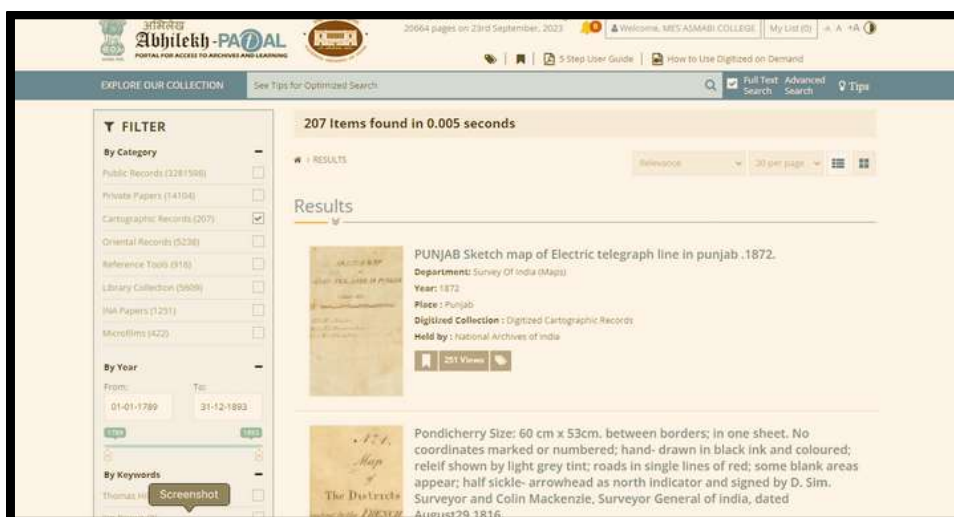 अभिलेख
Abhilekh-PATAL
PORTAL FOR ACCESS TO ARCHIVES AND LEARNING
20664 pages on 23rd September, 2023
0
Welcome, MES ASMABI COLLEGE
My List (0)
-A A +A
5 Step User Guide
How to Use Digitized on Demand
EXPLORE OUR COLLECTION
See Tips for Optimized Search
Full Text Search
Advanced Search
Tips
FILTER
By Category
Public Records (3281598)
Private Papers (14104)
Cartographic Records (207)
Oriental Records (5238)
Reference Tools (916)
Library Collection (5609)
INA Papers (1251)
Microfilms (422)
By Year
From:
To:
01-01-1789
31-12-1893
1789
1893
By Keywords
Thomas
Screenshot
207 Items found in 0.005 seconds
› RESULTS
Relevance
30 per page
Results
PUNJAB Sketch map of Electric telegraph line in punjab .1872.
Department: Survey Of India (Maps)
Year: 1872
Place : Punjab
Digitized Collection : Digitized Cartographic Records
Held by : National Archives of India
251 Views
No 1.
Map
of
The Districts
FRENCH
Pondicherry Size: 60 cm x 53cm. between borders; in one sheet. No
coordinates marked or numbered; hand- drawn in black ink and coloured;
releif shown by light grey tint; roads in single lines of red; some blank areas
appear; half sickle- arrowhead as north indicator and signed by D. Sim.
Surveyor and Colin Mackenzie, Surveyor General of india, dated
August29,1816